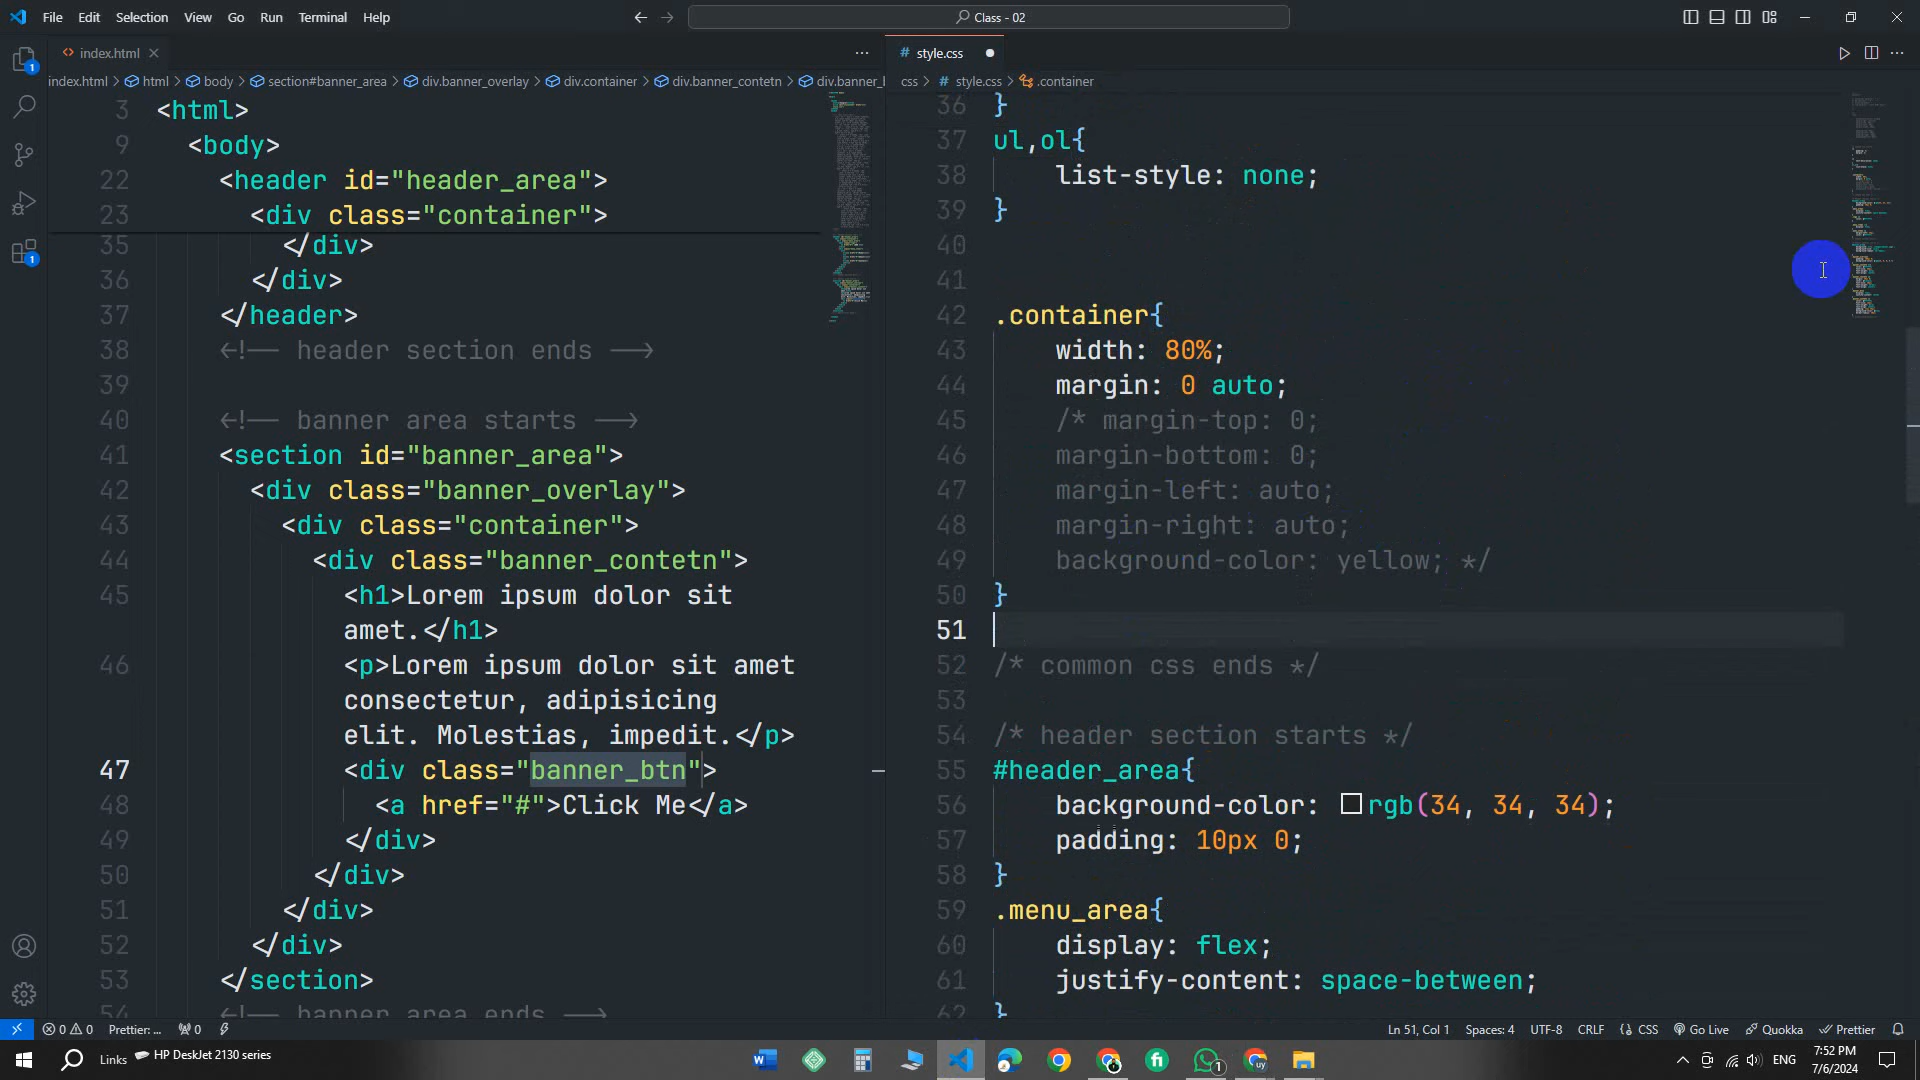 File Edit Selection View Go Run Terminal Help
Class - 02
index.html
style.css
index.html > html > body > section#banner_area > div.banner_overlay > div.container > div.banner_contetn > div.banner_
css > # style.css > .container
3 <html>
9 <body>
22 <header id="header_area">
23 <div class="container">
35 </div>
36 </div>
37 </header>
38 <!-- header section ends -->
39
40 <!-- banner area starts -->
41 <section id="banner_area">
42 <div class="banner_overlay">
43 <div class="container">
44 <div class="banner_contetn">
45 <h1>Lorem ipsum dolor sit
amet.</h1>
46 <p>Lorem ipsum dolor sit amet
consectetur, adipisicing
elit. Molestias, impedit.</p>
47 <div class="banner_btn">
48 <a href="#">Click Me</a>
49 </div>
50 </div>
51 </div>
52 </div>
53 </section>
54 <!-- banner area ends -->
36 }
37 ul,ol{
38 list-style: none;
39 }
40
41
42 .container{
43 width: 80%;
44 margin: 0 auto;
45 /* margin-top: 0;
46 margin-bottom: 0;
47 margin-left: auto;
48 margin-right: auto;
49 background-color: yellow; */
50 }
51
52 /* common css ends */
53
54 /* header section starts */
55 #header_area{
56 background-color: rgb(34, 34, 34);
57 padding: 10px 0;
58 }
59 .menu_area{
60 display: flex;
61 justify-content: space-between;
62 }
0 0 Prettier: ... 0
Ln 51, Col 1 Spaces: 4 UTF-8 CRLF CSS Go Live Quokka Prettier
Links HP DeskJet 2130 series
ENG
7:52 PM
7/6/2024